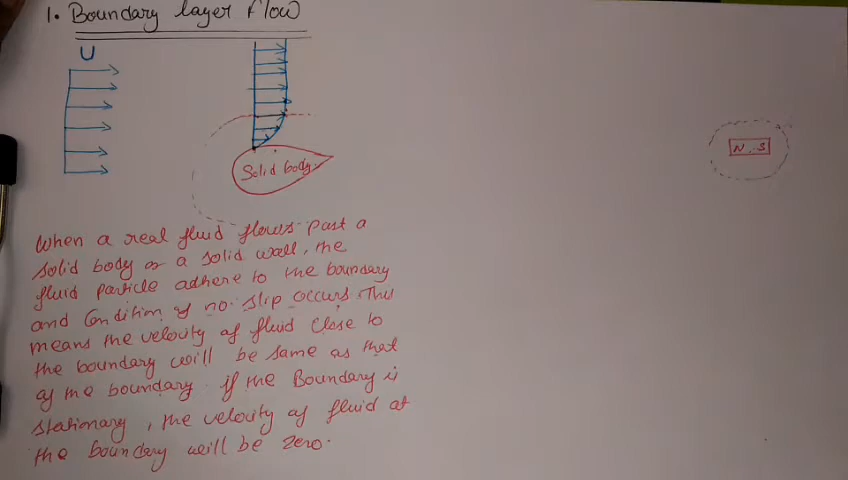 1. Boundary layer Flow
U
N S
Solid body
When a real fluid flows past a
solid body or a solid wall, the
fluid particle adhere to the boundary
and Condition of no slip occurs. This
means the velocity of fluid close to
the boundary will be same as that
of the boundary. if the Boundary is
stationary, the velocity of fluid at
the boundary will be zero.